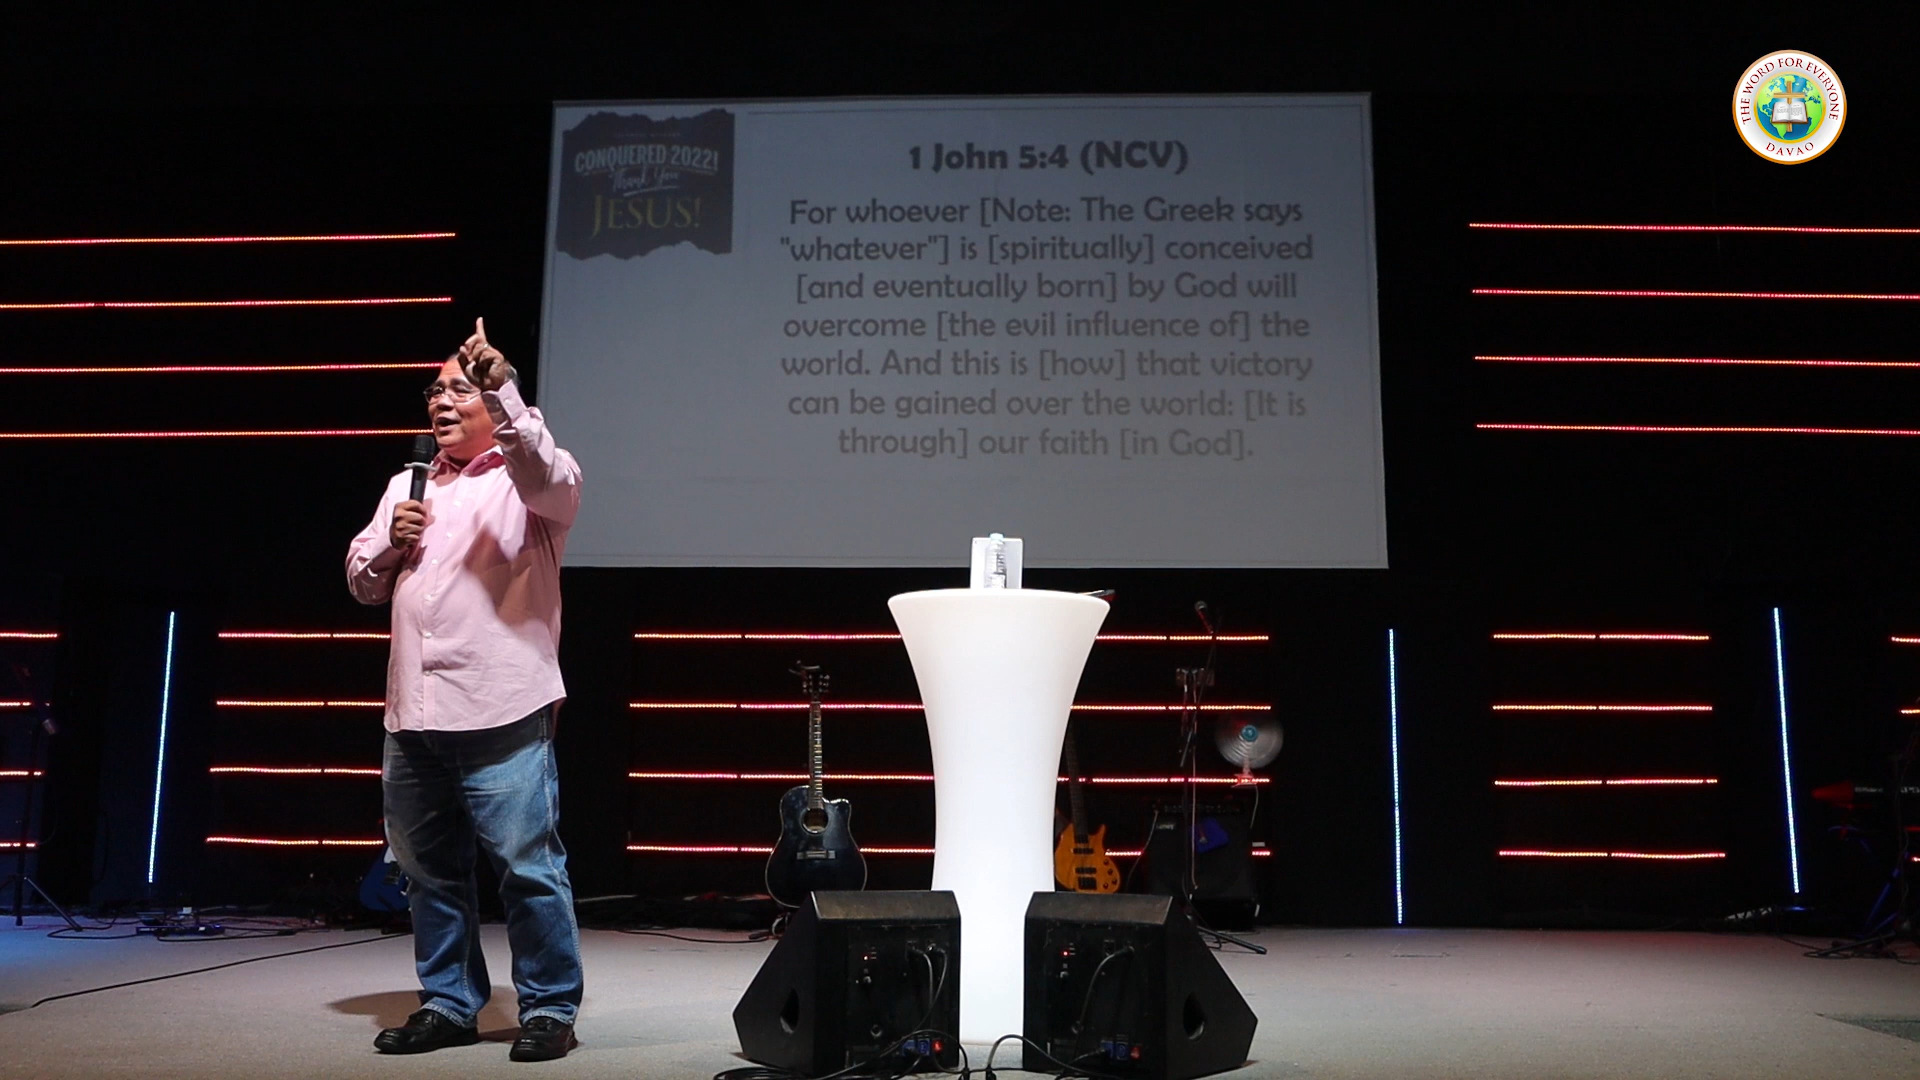 CONQUERED 2022!
Thank You
JESUS!
1 John 5:4 (NCV)
For whoever [Note: The Greek says
"whatever"] is [spiritually] conceived
[and eventually born] by God will
overcome [the evil influence of] the
world. And this is [how] that victory
can be gained over the world: [It is
through] our faith [in God].
THE WORD FOR EVERYONE
DAVAO